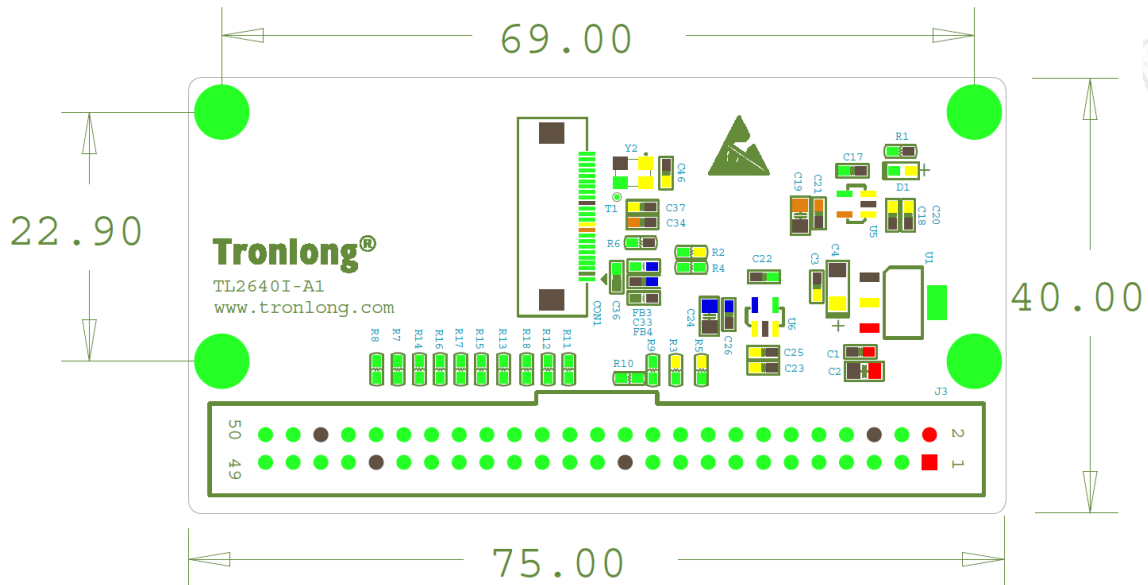 69.00
R1
Y2
C46
C17
C19
C21
D1
C18
C20
T1
C37
C34
U5
22.90
Tronlong®
R6
R2
R4
C22
C3
C4
U1
TL2640I-A1
www.tronlong.com
C36
CON1
FB3
C33
FB4
C24
C26
U6
40.00
R8
R7
R14
R16
R17
R15
R13
R18
R12
R11
R10
R9
R3
R5
C25
C23
C1
C2
J3
50
2
49
1
75.00